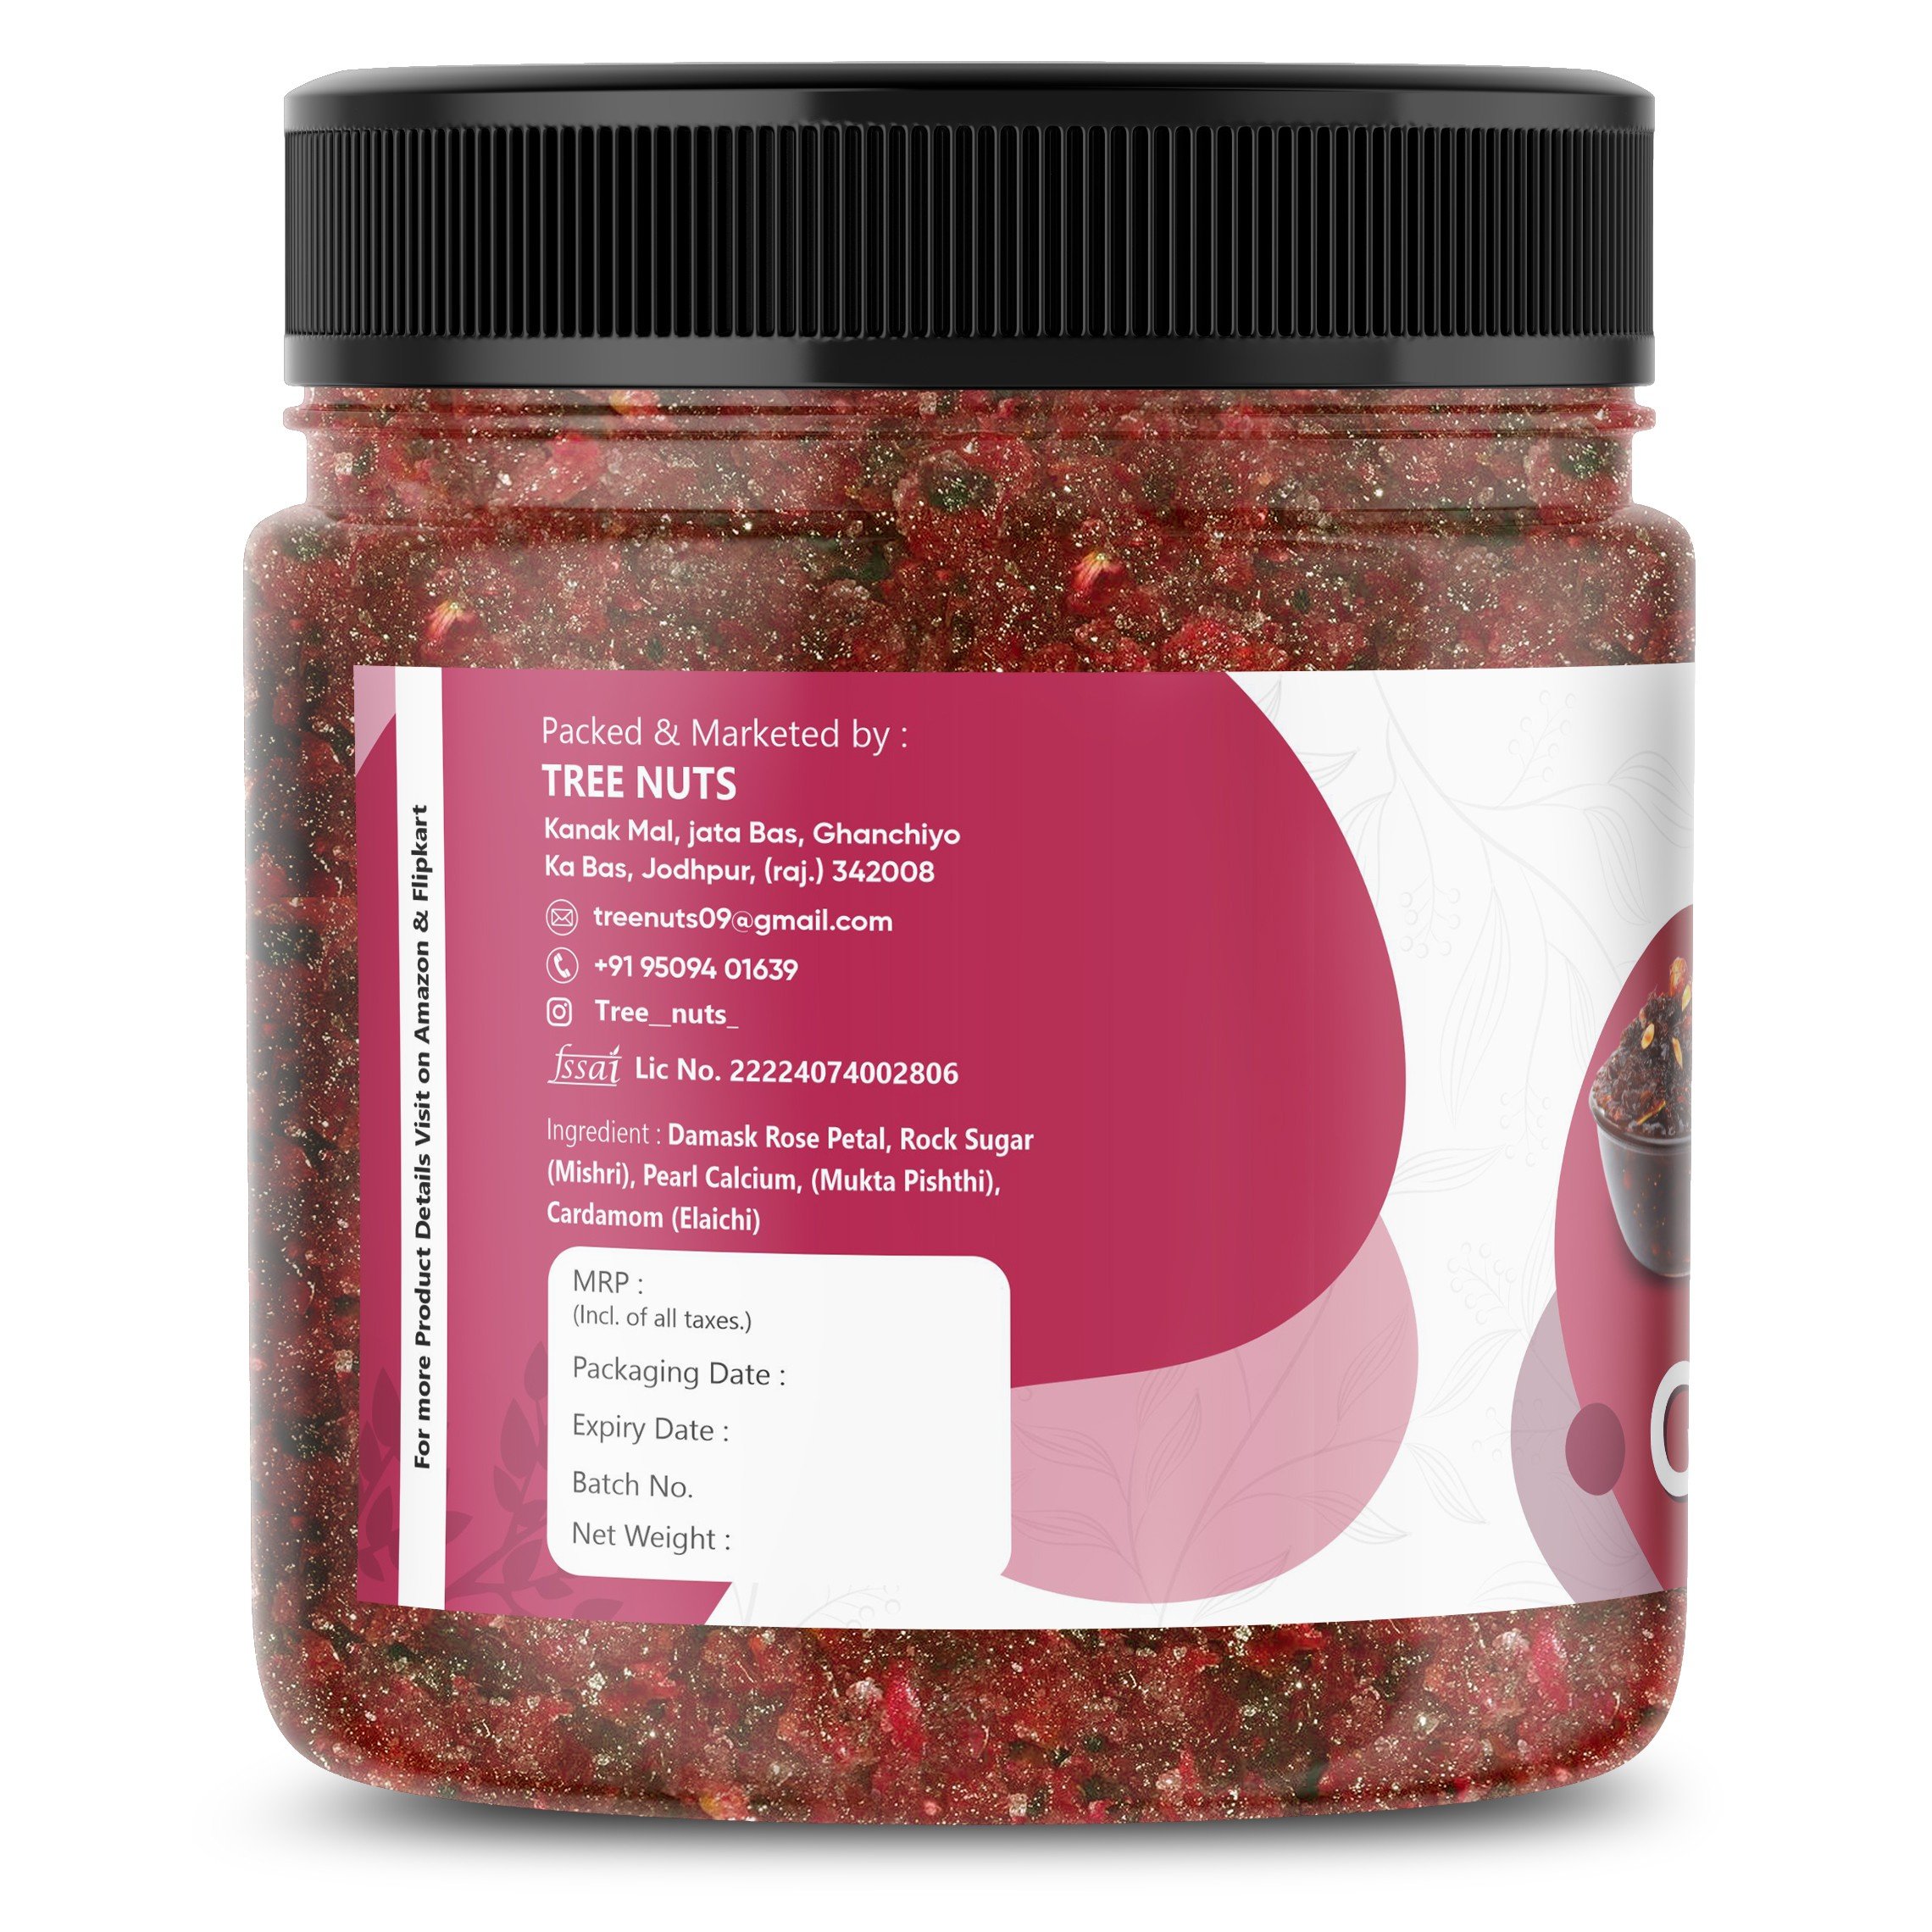 Packed & Marketed by :
TREE NUTS
Kanak Mal, jata Bas, Ghanchiyo
Ka Bas, Jodhpur, (raj.) 342008
treenuts09@gmail.com
+91 95094 01639
Tree__nuts_
fssai Lic No. 22224074002806
Ingredient : Damask Rose Petal, Rock Sugar
(Mishri), Pearl Calcium, (Mukta Pishthi),
Cardamom (Elaichi)
MRP :
(Incl. of all taxes.)
Packaging Date :
Expiry Date :
Batch No.
Net Weight :
For more Product Details Visit on Amazon & Flipkart